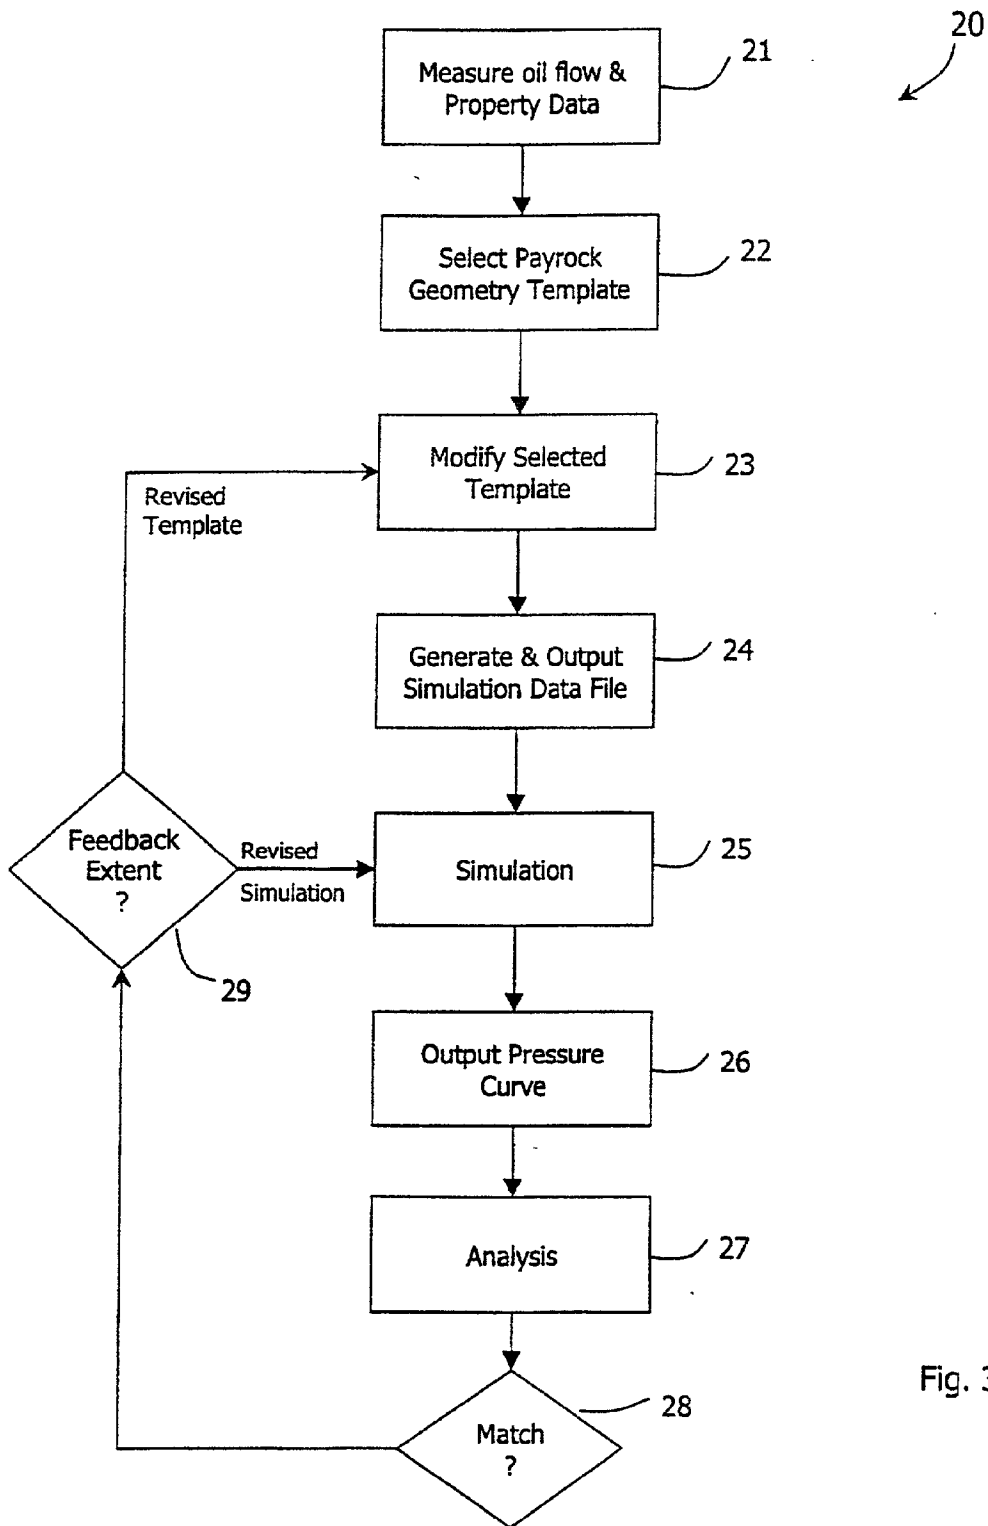 20
Measure oil flow &
Property Data
21
Select Payrock
Geometry Template
22
Modify Selected
Template
23
Revised
Template
Generate & Output
Simulation Data File
24
Feedback
Extent
?
29
Revised
Simulation
Simulation
25
Output Pressure
Curve
26
Analysis
27
Match
?
28
Fig. 3